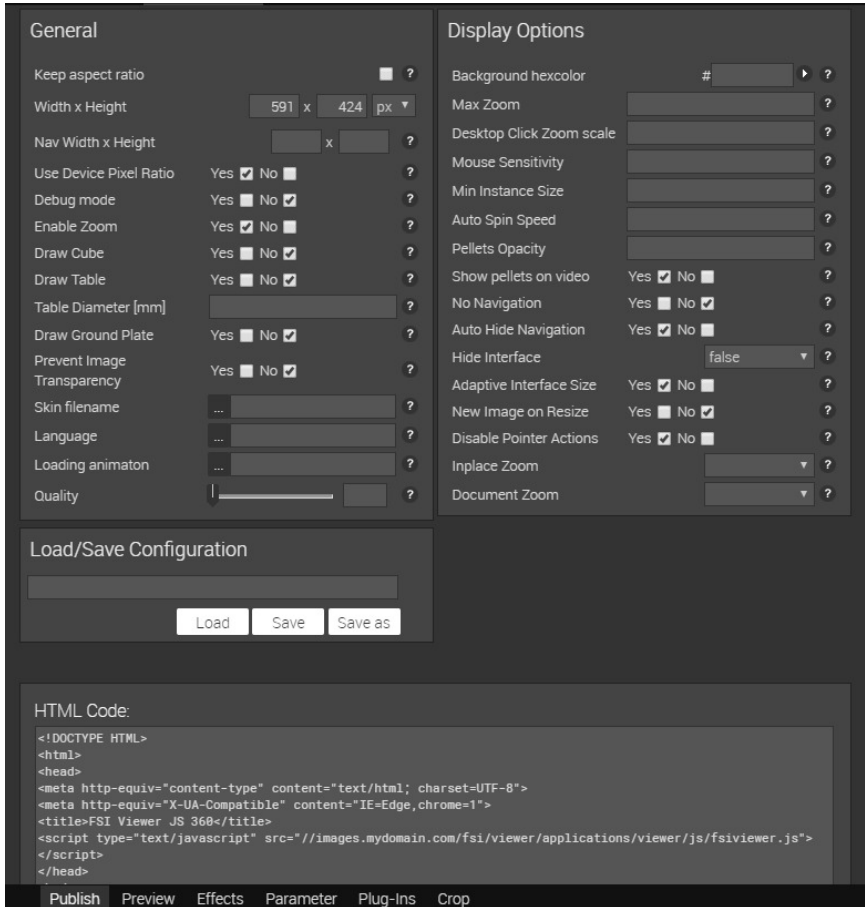 General
Keep aspect ratio ?
Width x Height 591 x 424 px
Nav Width x Height x ?
Use Device Pixel Ratio Yes No ?
Debug mode Yes No ?
Enable Zoom Yes No ?
Draw Cube Yes No ?
Draw Table Yes No ?
Table Diameter [mm] ?
Draw Ground Plate Yes No ?
Prevent Image
Transparency Yes No ?
Skin filename ... ?
Language ... ?
Loading animaton ... ?
Quality ?
Display Options
Background hexcolor # ?
Max Zoom ?
Desktop Click Zoom scale ?
Mouse Sensitivity ?
Min Instance Size ?
Auto Spin Speed ?
Pellets Opacity ?
Show pellets on video Yes No ?
No Navigation Yes No ?
Auto Hide Navigation Yes No ?
Hide Interface false ?
Adaptive Interface Size Yes No ?
New Image on Resize Yes No ?
Disable Pointer Actions Yes No ?
Inplace Zoom ?
Document Zoom ?
Load/Save Configuration
Load Save Save as
HTML Code:
<!DOCTYPE HTML>
<html>
<head>
<meta http-equiv="content-type" content="text/html; charset=UTF-8">
<meta http-equiv="X-UA-Compatible" content="IE=Edge,chrome=1">
<title>FSI Viewer JS 360</title>
<script type="text/javascript" src="//images.mydomain.com/fsi/viewer/applications/viewer/js/fsiviewer.js">
</script>
</head>
Publish Preview Effects Parameter Plug-Ins Crop